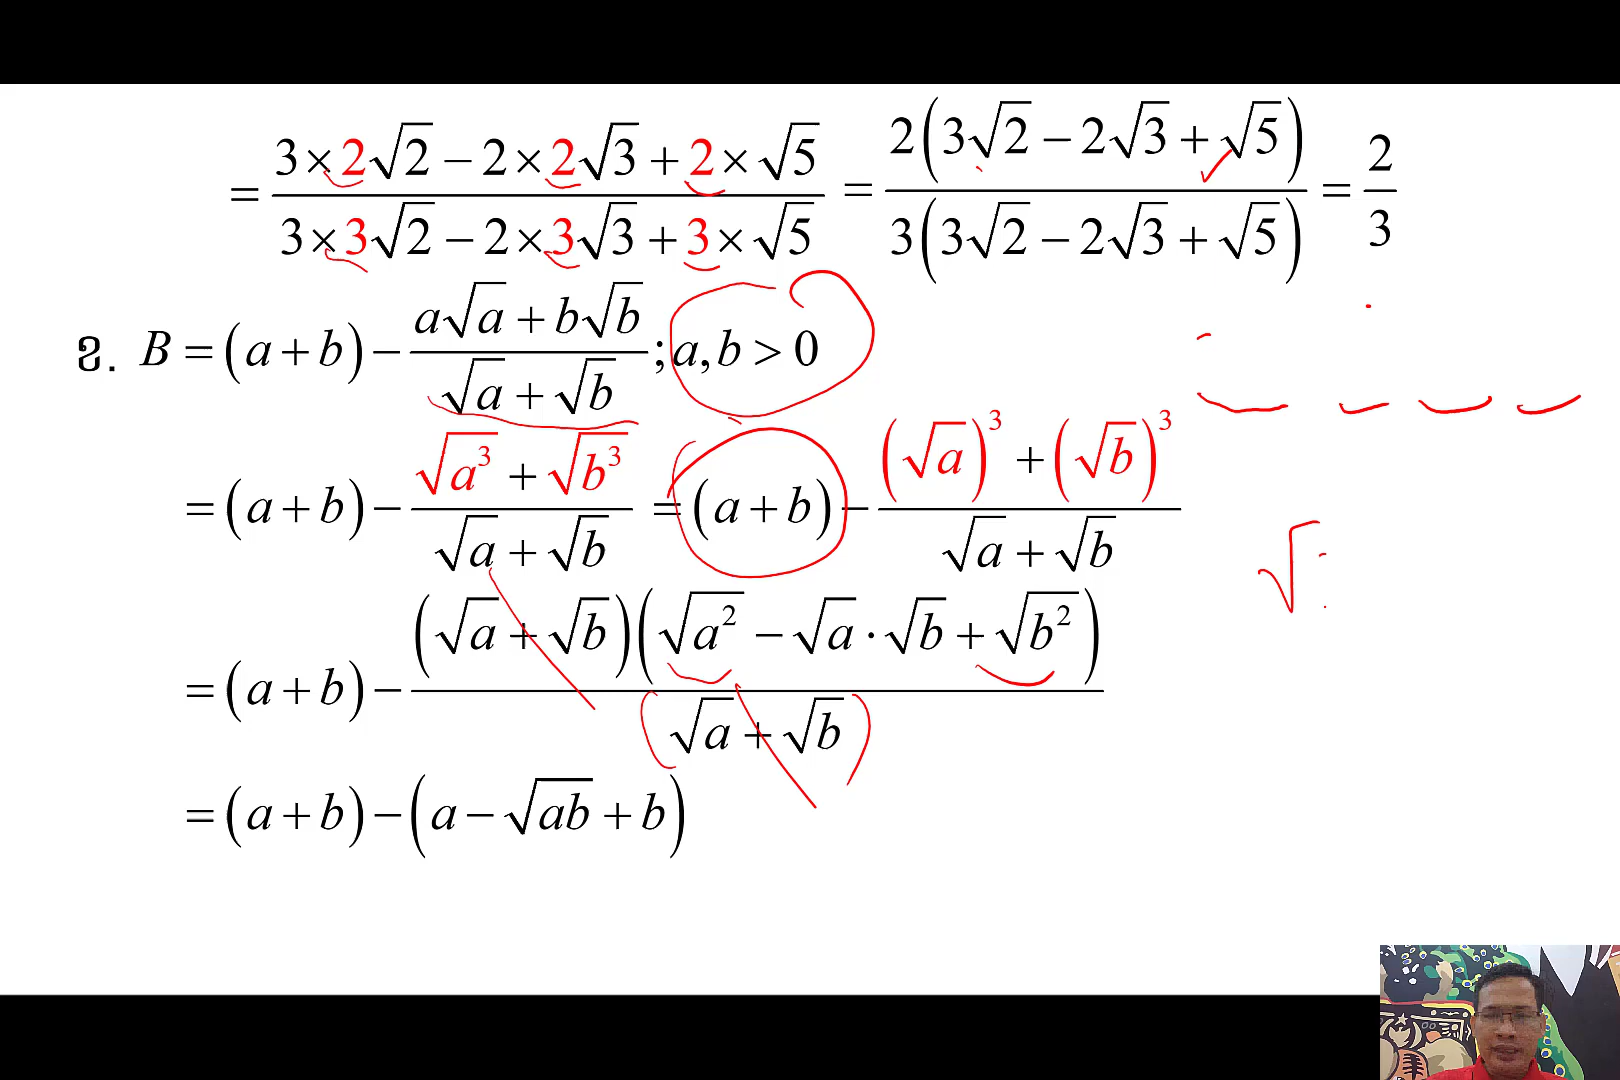 = (3×2√2 − 2×2√3 + 2×√5)/(3×3√2 − 2×3√3 + 3×√5) = 2(3√2 − 2√3 + √5)/3(3√2 − 2√3 + √5) = 2/3
૨. B = (a + b) − (a√a + b√b)/(√a + √b) ; a, b > 0
= (a + b) − (√a³ + √b³)/(√a + √b) = (a + b) − ((√a)³ + (√b)³)/(√a + √b)
= (a + b) − (√a + √b)(√a² − √a · √b + √b²)/(√a + √b)
= (a + b) − (a − √ab + b)